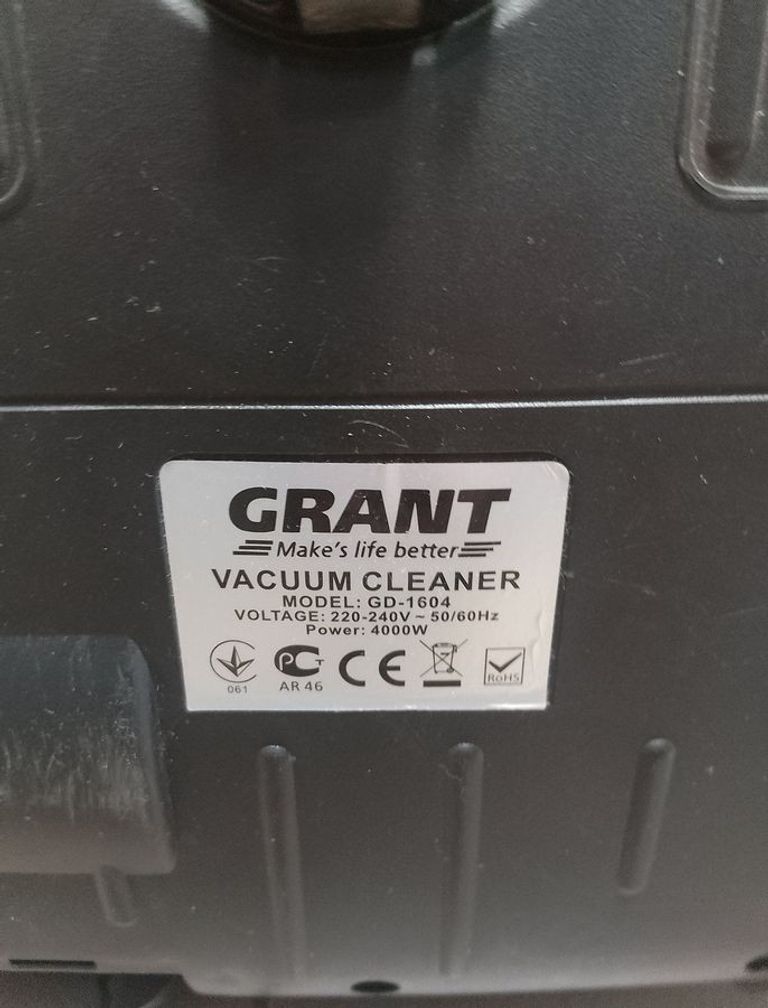 GRANT
Make's life better
VACUUM CLEANER
MODEL: GD-1604
VOLTAGE: 220-240V ~ 50/60Hz
Power: 4000W
061
РСТ
AR 46
CE
RoHS